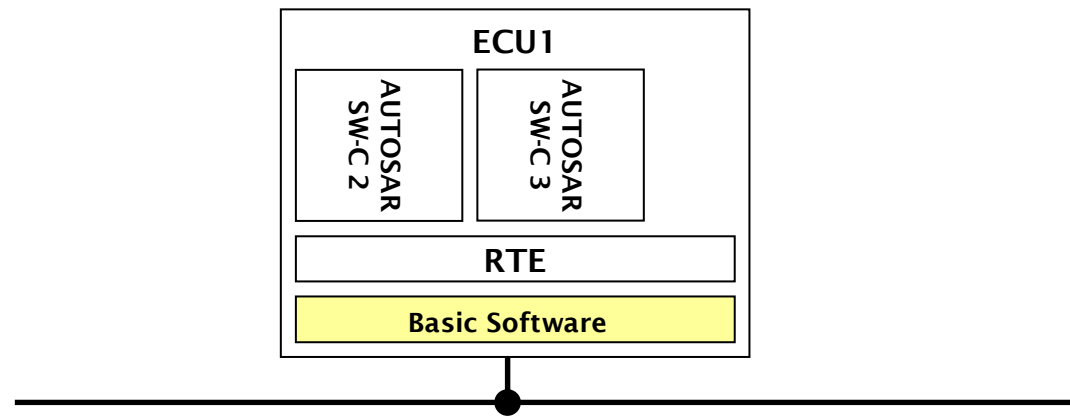 ECU1
AUTOSAR
SW-C 2
AUTOSAR
SW-C 3
RTE
Basic Software